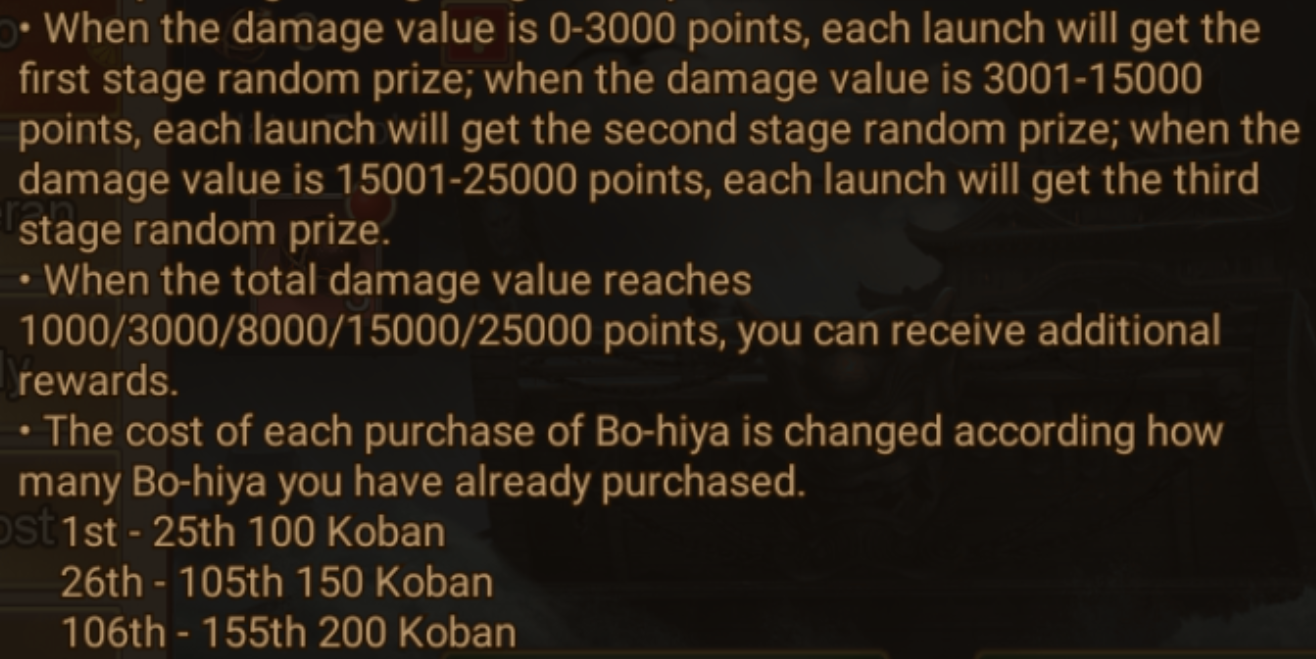 • When the damage value is 0-3000 points, each launch will get the
first stage random prize; when the damage value is 3001-15000
points, each launch will get the second stage random prize; when the
damage value is 15001-25000 points, each launch will get the third
stage random prize.
• When the total damage value reaches
1000/3000/8000/15000/25000 points, you can receive additional
rewards.
• The cost of each purchase of Bo-hiya is changed according how
many Bo-hiya you have already purchased.
1st - 25th 100 Koban
26th - 105th 150 Koban
106th - 155th 200 Koban